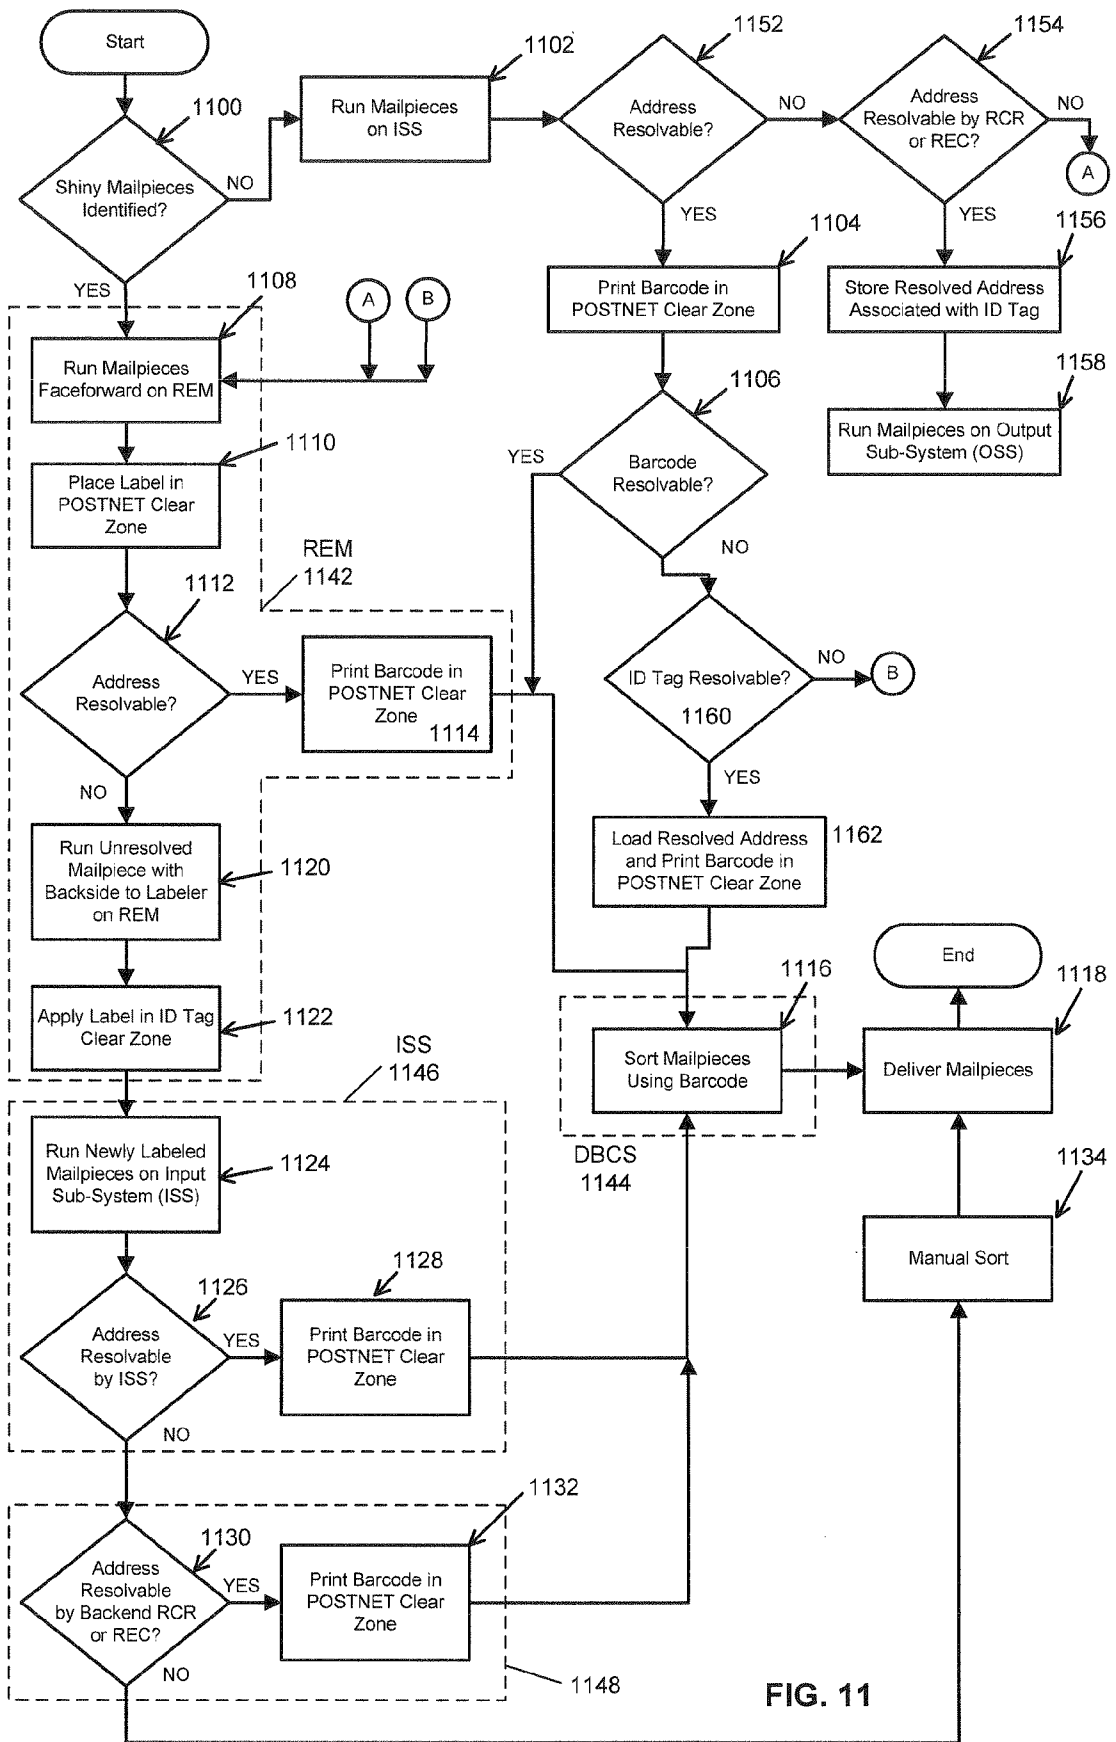 Start
1100
Shiny Mailpieces
Identified?
NO
YES
1102
Run Mailpieces
on ISS
1152
Address
Resolvable?
NO
YES
1154
Address
Resolvable by RCR
or REC?
NO
A
YES
1104
Print Barcode in
POSTNET Clear Zone
1156
Store Resolved Address
Associated with ID Tag
1158
Run Mailpieces on Output
Sub-System (OSS)
1108
Run Mailpieces
Faceforward on REM
A
B
1110
Place Label in
POSTNET Clear
Zone
1106
Barcode
Resolvable?
YES
NO
REM
1142
1112
Address
Resolvable?
YES
NO
Print Barcode in
POSTNET Clear
Zone
1114
ID Tag Resolvable?
1160
NO
B
YES
1162
Load Resolved Address
and Print Barcode in
POSTNET Clear Zone
Run Unresolved
Mailpiece with
Backside to Labeler
on REM
1120
Apply Label in ID Tag
Clear Zone
1122
1116
Sort Mailpieces
Using Barcode
DBCS
1144
End
1118
Deliver Mailpieces
1134
Manual Sort
ISS
1146
Run Newly Labeled
Mailpieces on Input
Sub-System (ISS)
1124
1126
Address
Resolvable
by ISS?
YES
NO
1128
Print Barcode in
POSTNET Clear
Zone
1130
Address
Resolvable
by Backend RCR
or REC?
YES
NO
1132
Print Barcode in
POSTNET Clear
Zone
1148
FIG. 11